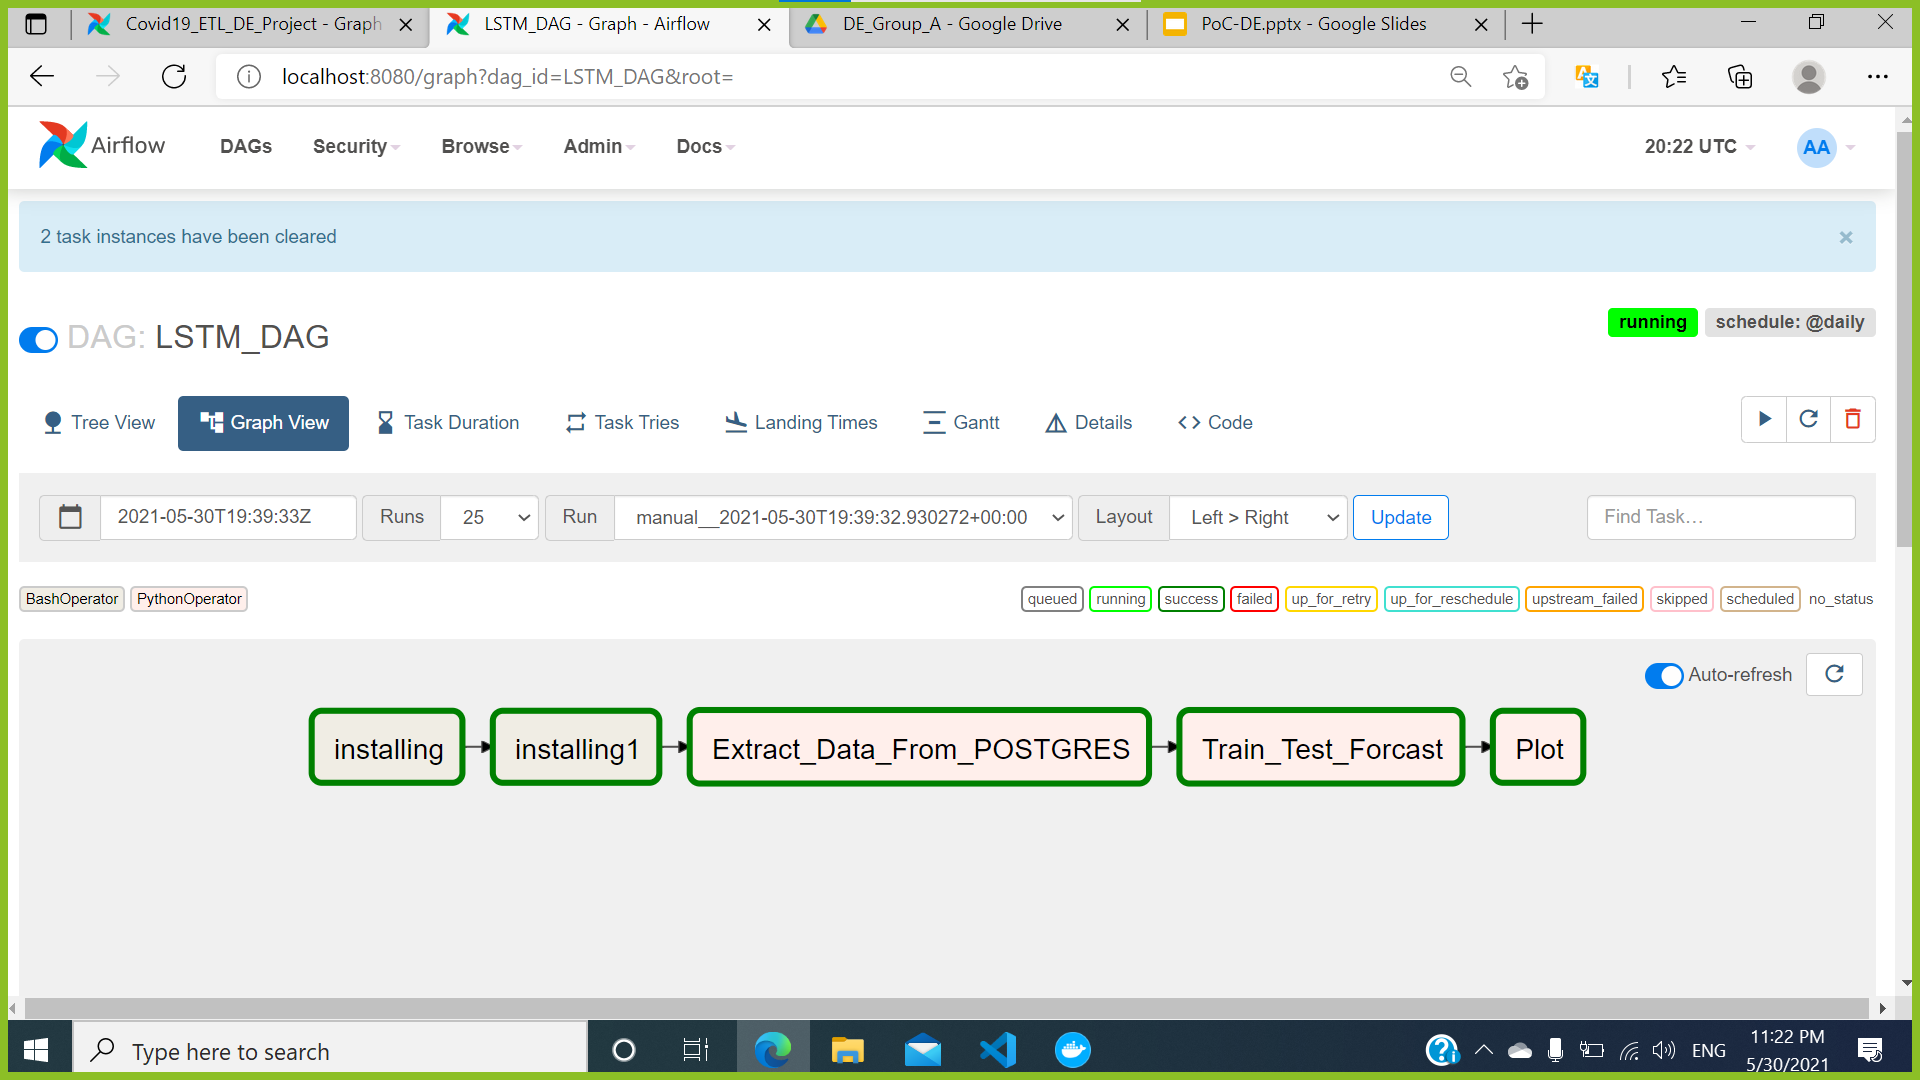 Covid19_ETL_DE_Project - Graph
LSTM_DAG - Graph - Airflow
DE_Group_A - Google Drive
PoC-DE.pptx - Google Slides
localhost:8080/graph?dag_id=LSTM_DAG&root=
Airflow
DAGs
Security
Browse
Admin
Docs
20:22 UTC
AA
2 task instances have been cleared
DAG: LSTM_DAG
running
schedule: @daily
Tree View
Graph View
Task Duration
Task Tries
Landing Times
Gantt
Details
Code
2021-05-30T19:39:33Z
Runs
25
Run
manual__2021-05-30T19:39:32.930272+00:00
Layout
Left > Right
Update
Find Task…
BashOperator
PythonOperator
queued
running
success
failed
up_for_retry
up_for_reschedule
upstream_failed
skipped
scheduled
no_status
Auto-refresh
installing
installing1
Extract_Data_From_POSTGRES
Train_Test_Forcast
Plot
Type here to search
ENG
11:22 PM
5/30/2021